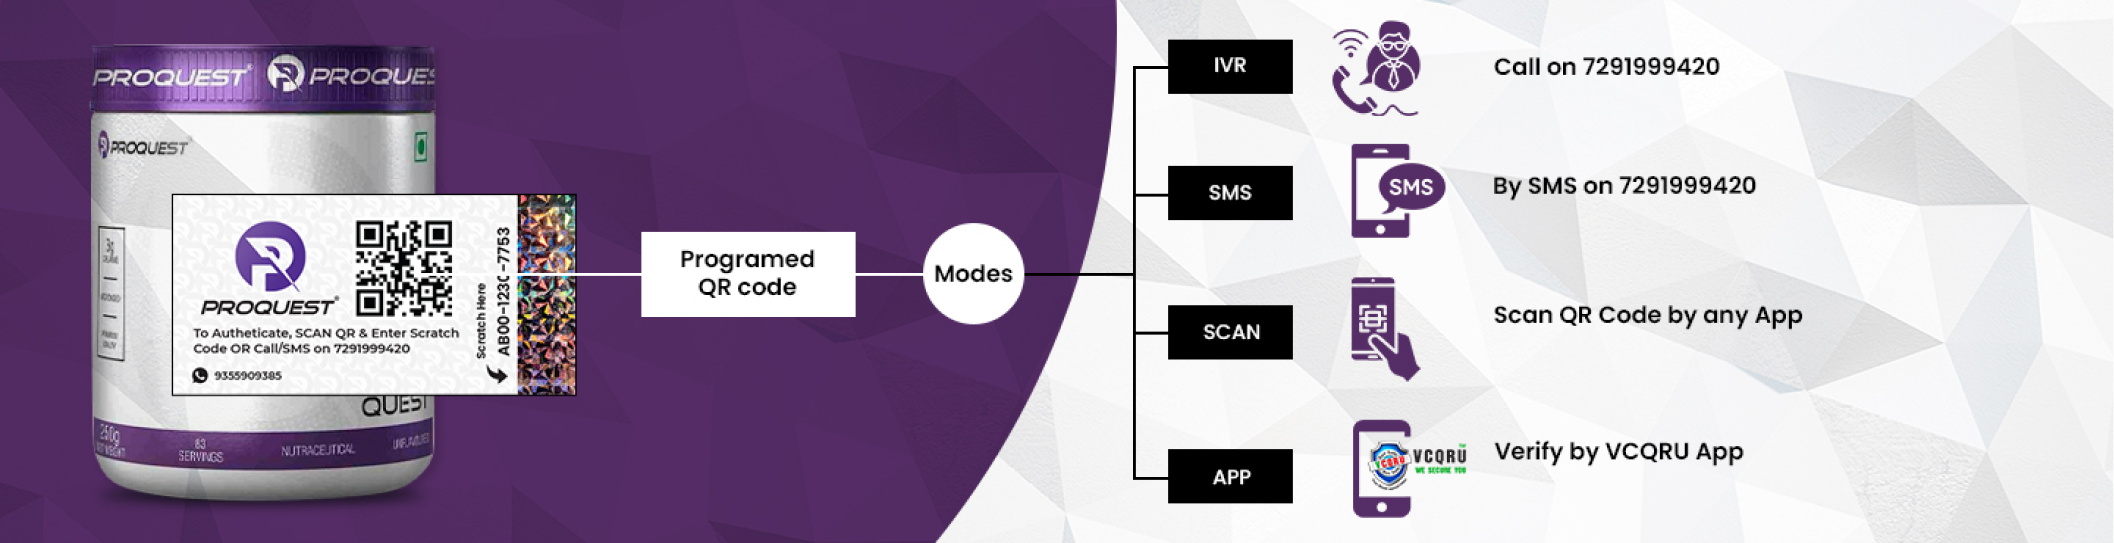 PROQUEST PROQUES
PROQUEST
3g
PROQUEST
To Autheticate, SCAN QR & Enter Scratch
Code OR Call/SMS on 7291999420
9355909385
Scratch Here
AB00-1230-7753
QUEST
250g
NET WEIGHT
83
SERVINGS
NUTRACEUTICAL
UNFLAVOURED
Programed
QR code
Modes
IVR
Call on 7291999420
SMS
SMS
By SMS on 7291999420
SCAN
Scan QR Code by any App
APP
VCQRU
VCQRU
WE SECURE YOU
Verify by VCQRU App